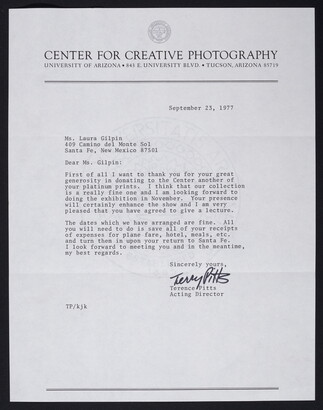 CENTER FOR CREATIVE PHOTOGRAPHY
UNIVERSITY OF ARIZONA • 843 E. UNIVERSITY BLVD. • TUCSON, ARIZONA 85719
September 23, 1977
Ms. Laura Gilpin
409 Camino del Monte Sol
Santa Fe, New Mexico 87501
Dear Ms. Gilpin:
First of all I want to thank you for your great
generosity in donating to the Center another of
your platinum prints. I think that our collection
is a really fine one and I am looking forward to
doing the exhibition in November. Your presence
will certainly enhance the show and I am very
pleased that you have agreed to give a lecture.
The dates which we have arranged are fine. All
you will need to do is save all of your receipts
of expenses for plane fare, hotel, meals, etc.
and turn them in upon your return to Santa Fe.
I look forward to meeting you and in the meantime,
my best regards.
Sincerely yours,
Terry Pitts
Terence Pitts
Acting Director
TP/kjk